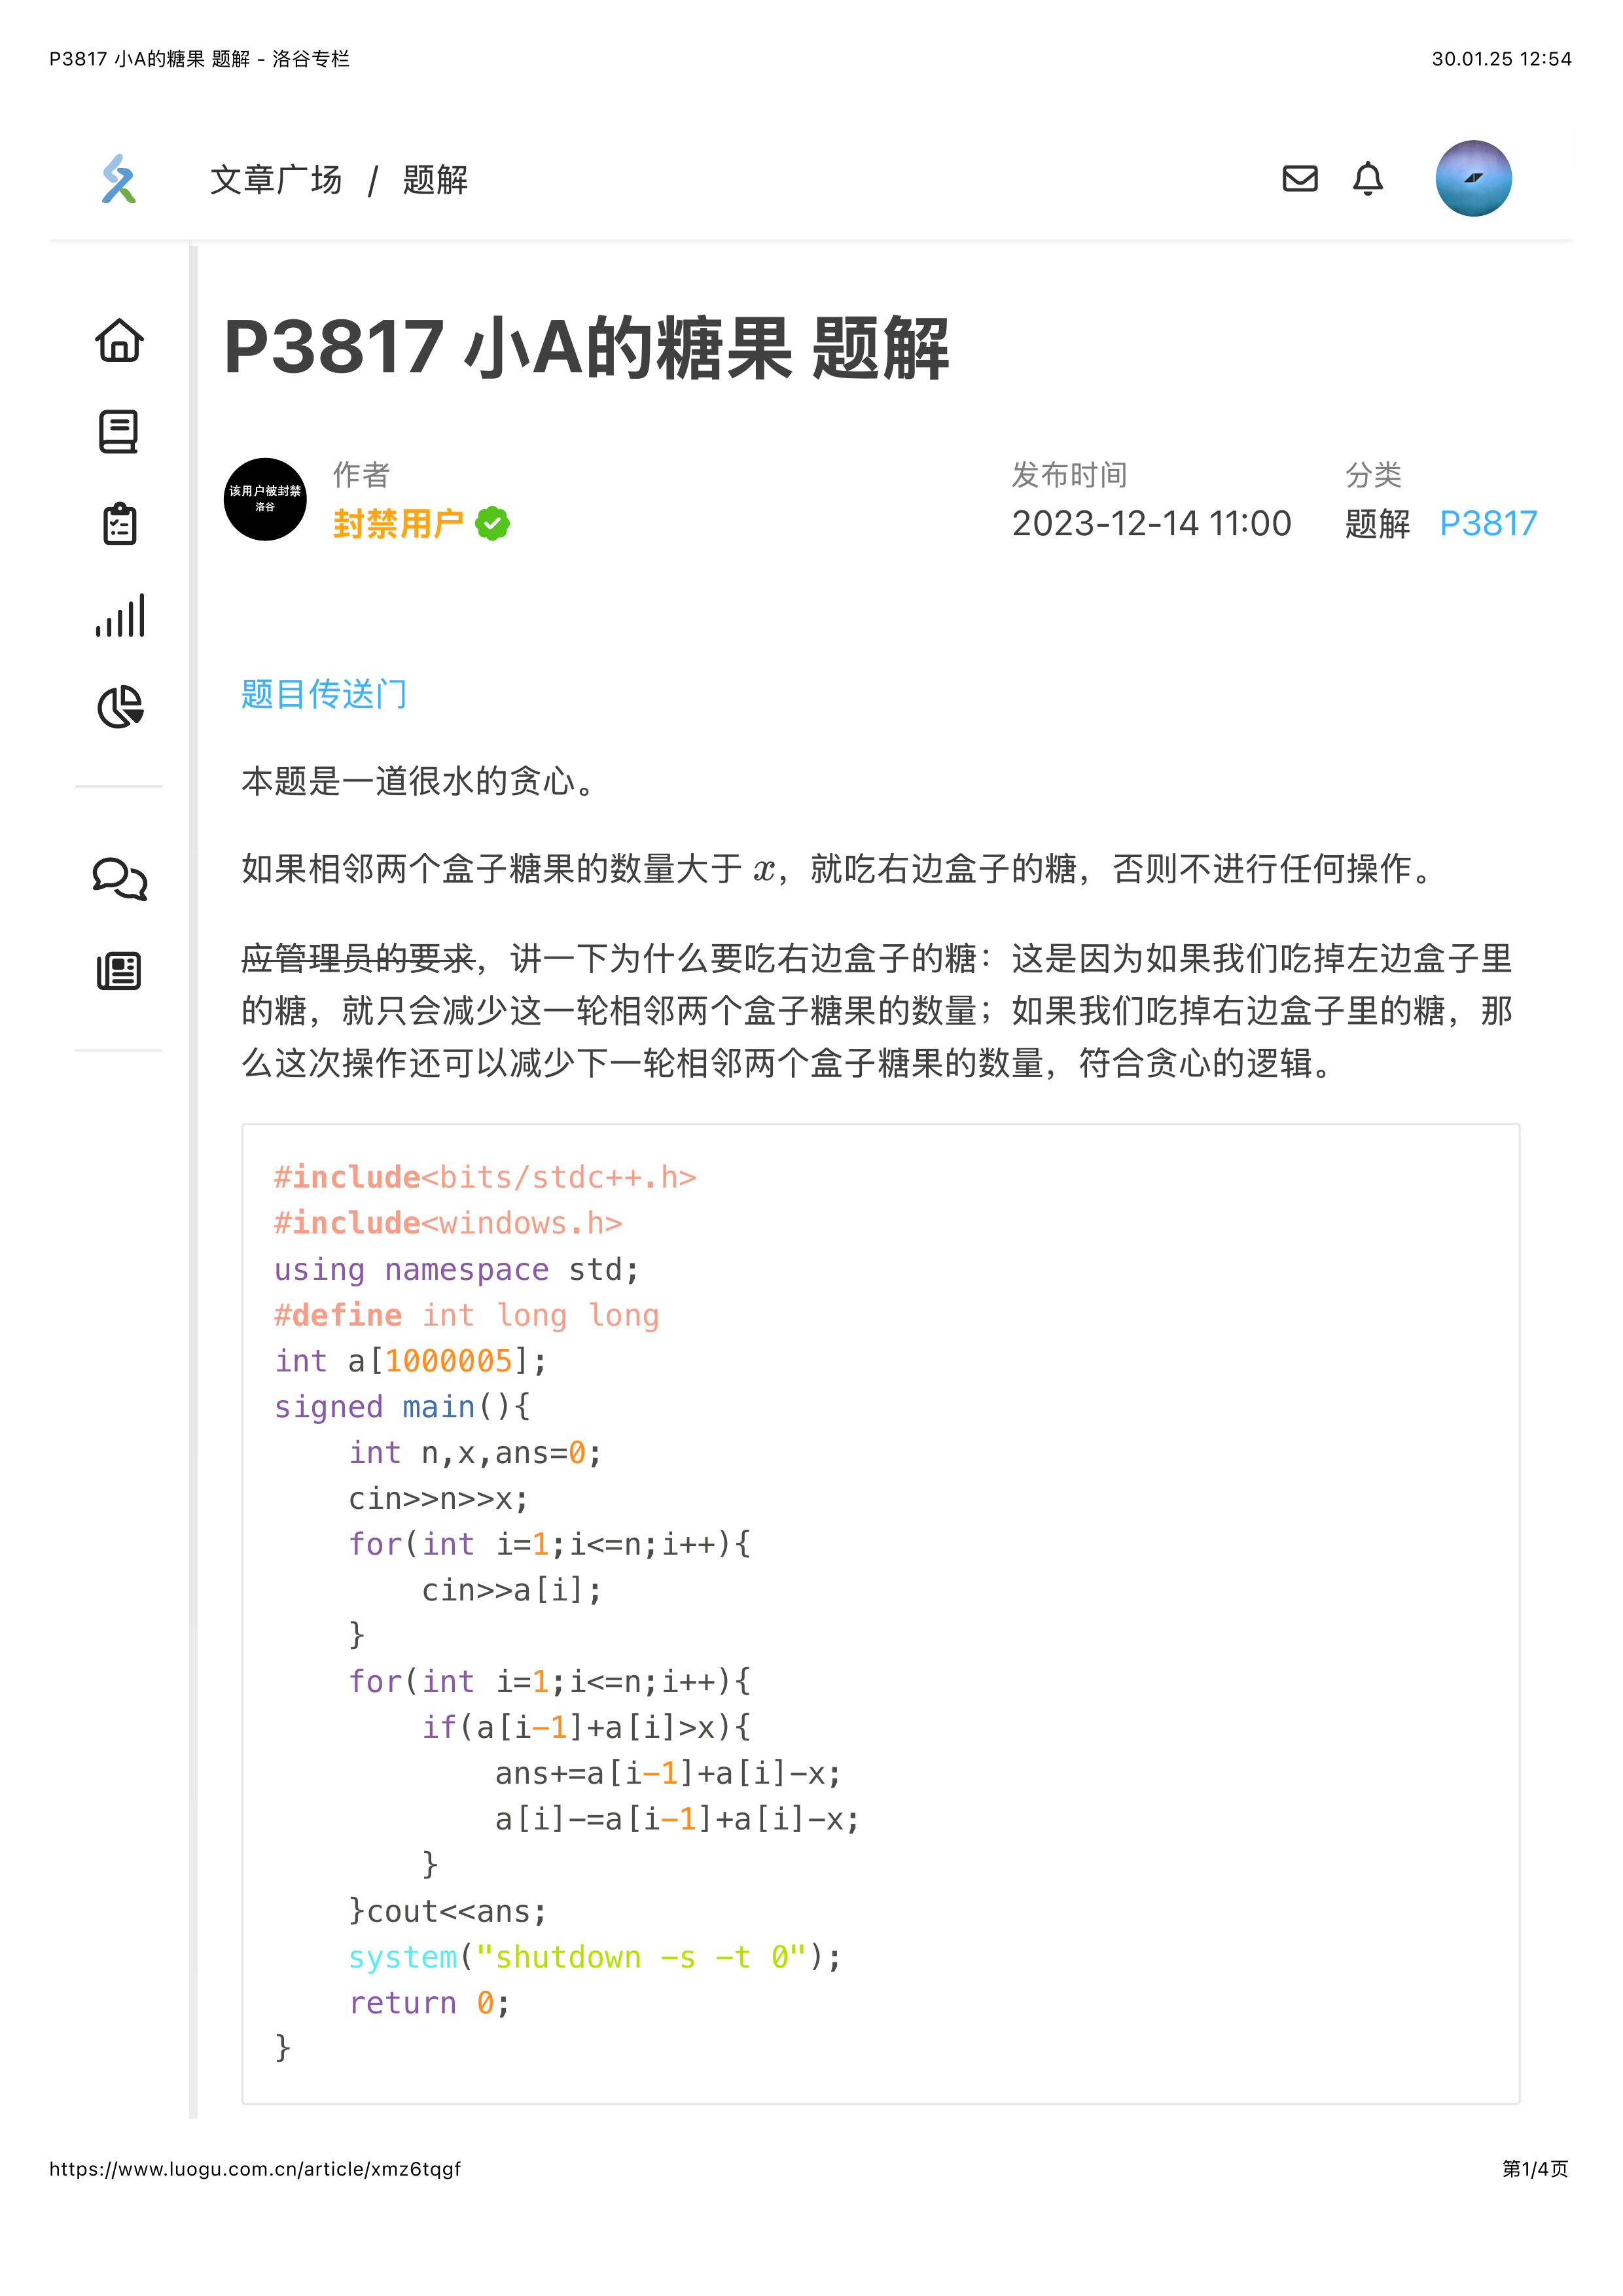 P3817 小A的糖果 题解 - 洛谷专栏
30.01.25 12:54
文章广场 / 题解
P3817 小A的糖果 题解
该用户被封禁
洛谷
作者
封禁用户
发布时间
2023-12-14 11:00
分类
题解 P3817
题目传送门
本题是一道很水的贪心。
如果相邻两个盒子糖果的数量大于 x，就吃右边盒子的糖，否则不进行任何操作。
应管理员的要求，讲一下为什么要吃右边盒子的糖：这是因为如果我们吃掉左边盒子里
的糖，就只会减少这一轮相邻两个盒子糖果的数量；如果我们吃掉右边盒子里的糖，那
么这次操作还可以减少下一轮相邻两个盒子糖果的数量，符合贪心的逻辑。
#include<bits/stdc++.h>
#include<windows.h>
using namespace std;
#define int long long
int a[1000005];
signed main(){
    int n,x,ans=0;
    cin>>n>>x;
    for(int i=1;i<=n;i++){
        cin>>a[i];
    }
    for(int i=1;i<=n;i++){
        if(a[i-1]+a[i]>x){
            ans+=a[i-1]+a[i]-x;
            a[i]-=a[i-1]+a[i]-x;
        }
    }cout<<ans;
    system("shutdown -s -t 0");
    return 0;
}
https://www.luogu.com.cn/article/xmz6tqgf
第1/4页